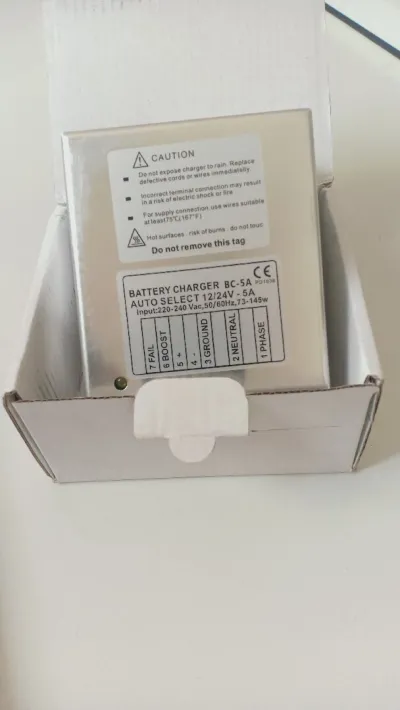 CAUTION
Do not expose charger to rain. Replace
defective cords or wires immediately
Incorrect terminal connection may result
in a risk of electric shock or fire
For supply connection use wires suitable
at least75℃(167°F)
Hot surfaces . risk of burns . do not touc
Do not remove this tag
BATTERY CHARGER BC-5A CE
AUTO SELECT 12/24V - 5A
Input:220-240 Vac,50/60Hz,73-145w
7 FAIL
6 BOOST
5 +
4 -
3 GROUND
2 NEUTRAL
1 PHASE